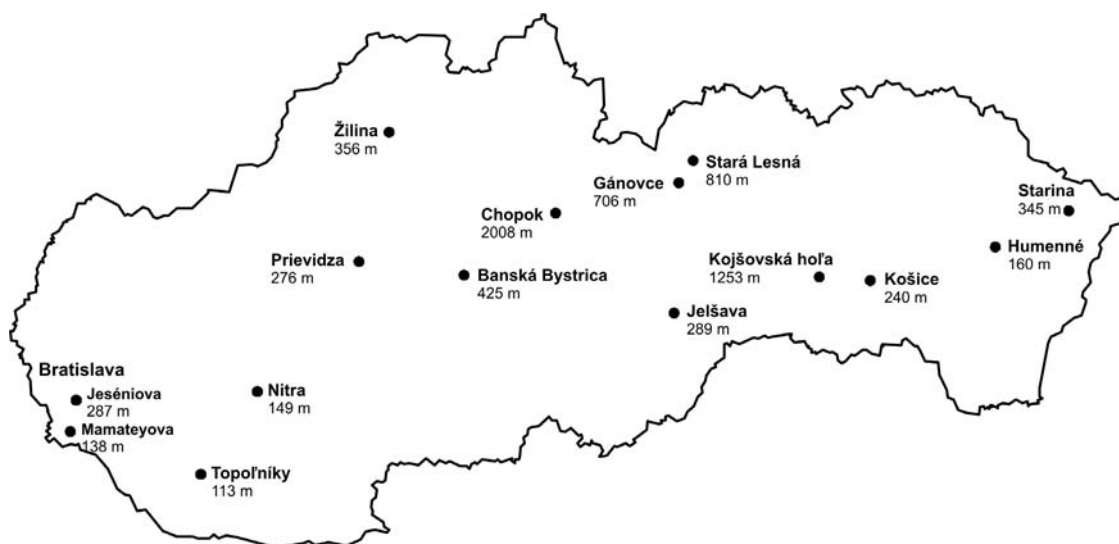 Žilina
356 m
Stará Lesná
810 m
Gánovce
706 m
Starina
345 m
Chopok
2008 m
Humenné
160 m
Prievidza
276 m
Banská Bystrica
425 m
Kojšovská hoľa
1253 m
Košice
240 m
Jelšava
289 m
Bratislava
Jeséniova
287 m
Nitra
149 m
Mamateyova
138 m
Topoľníky
113 m